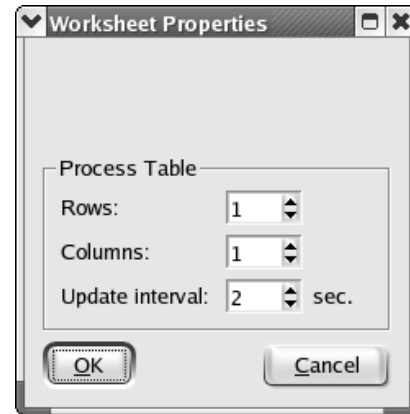 Worksheet Properties
Process Table
Rows: 1
Columns: 1
Update interval: 2 sec.
OK Cancel